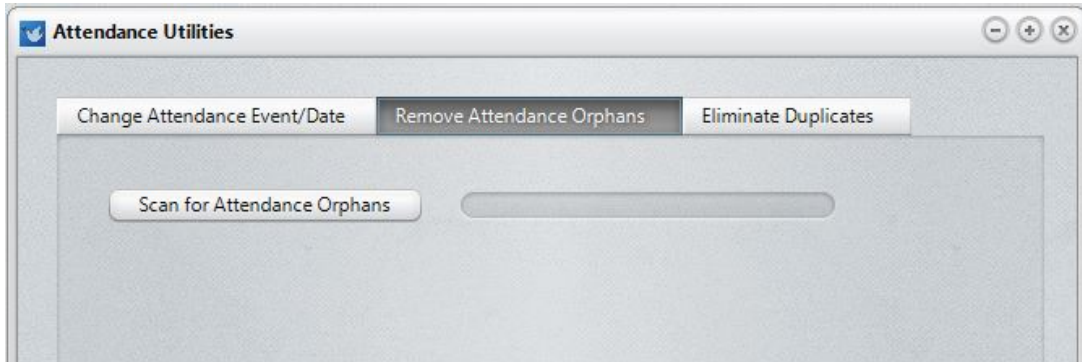 Attendance Utilities
Change Attendance Event/Date
Remove Attendance Orphans
Eliminate Duplicates
Scan for Attendance Orphans